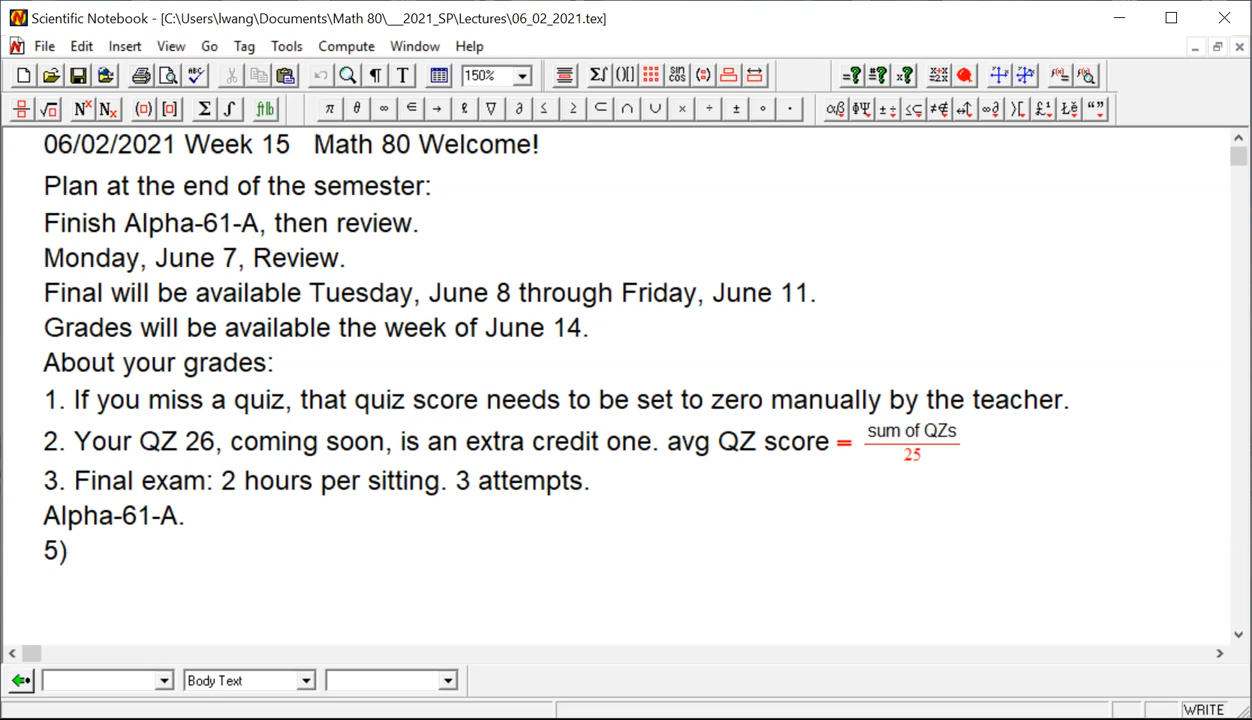 Scientific Notebook - [C:\Users\lwang\Documents\Math 80\__2021_SP\Lectures\06_02_2021.tex]
File Edit Insert View Go Tag Tools Compute Window Help
150%
06/02/2021 Week 15 Math 80 Welcome!
Plan at the end of the semester:
Finish Alpha-61-A, then review.
Monday, June 7, Review.
Final will be available Tuesday, June 8 through Friday, June 11.
Grades will be available the week of June 14.
About your grades:
1. If you miss a quiz, that quiz score needs to be set to zero manually by the teacher.
2. Your QZ 26, coming soon, is an extra credit one. avg QZ score = sum of QZs / 25
3. Final exam: 2 hours per sitting. 3 attempts.
Alpha-61-A.
5)
Body Text
WRITE